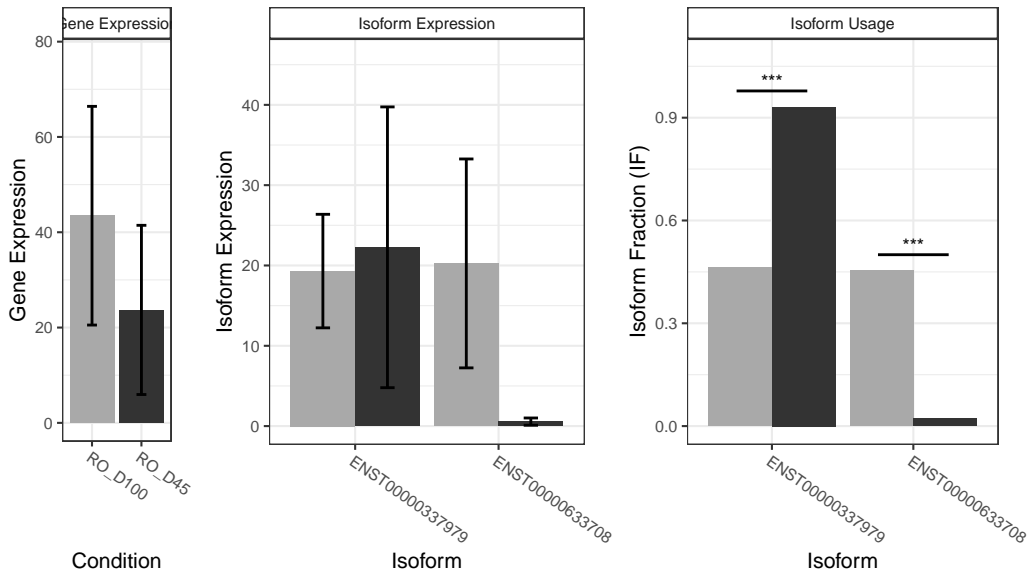 Gene Expression
Gene Expression
80
60
40
20
0
RO_D100
RO_D45
Condition
Isoform Expression
Isoform Expression
40
30
20
10
0
ENST00000337979
ENST00000633708
Isoform
Isoform Usage
Isoform Fraction (IF)
0.9
0.6
0.3
0.0
***
***
ENST00000337979
ENST00000633708
Isoform